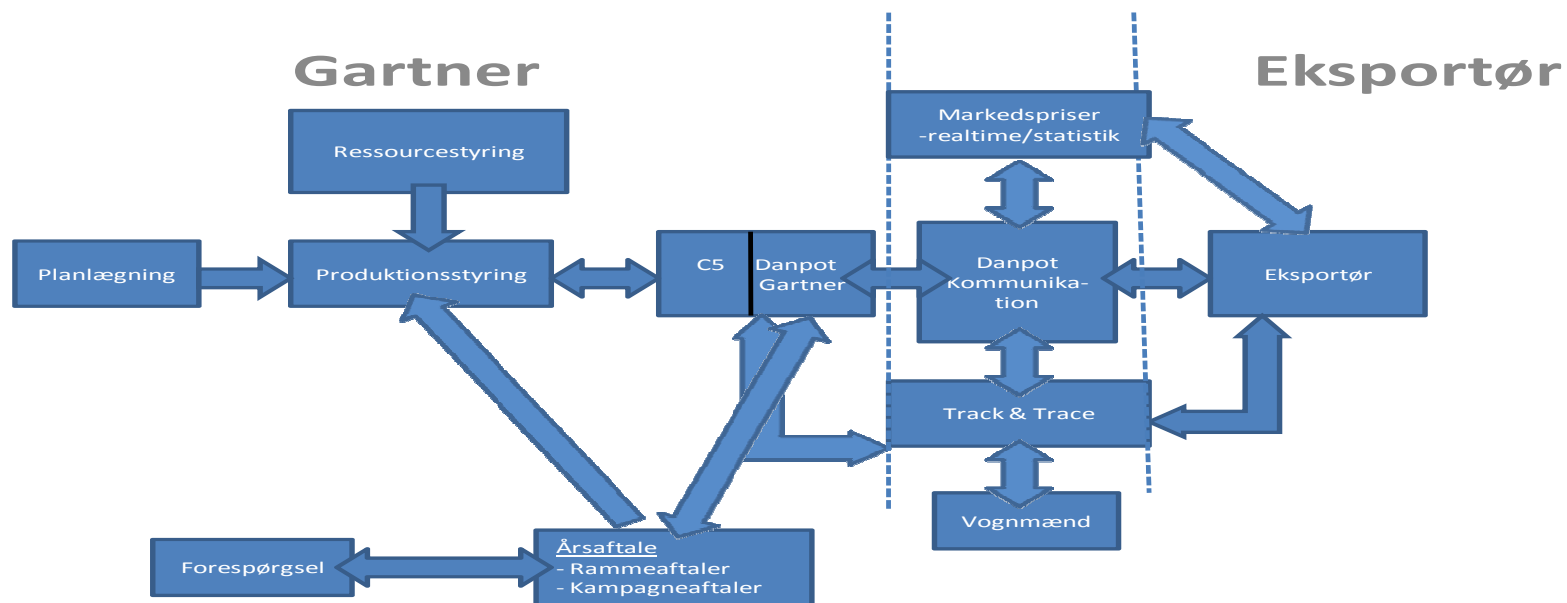 Gartner
Eksportør
Markedspriser
-realtime/statistik
Ressourcestyring
Planlægning
Produktionsstyring
C5
Danpot
Gartner
Danpot
Kommunika-
tion
Eksportør
Track & Trace
Vognmænd
Forespørgsel
Årsaftale
- Rammeaftaler
- Kampagneaftaler